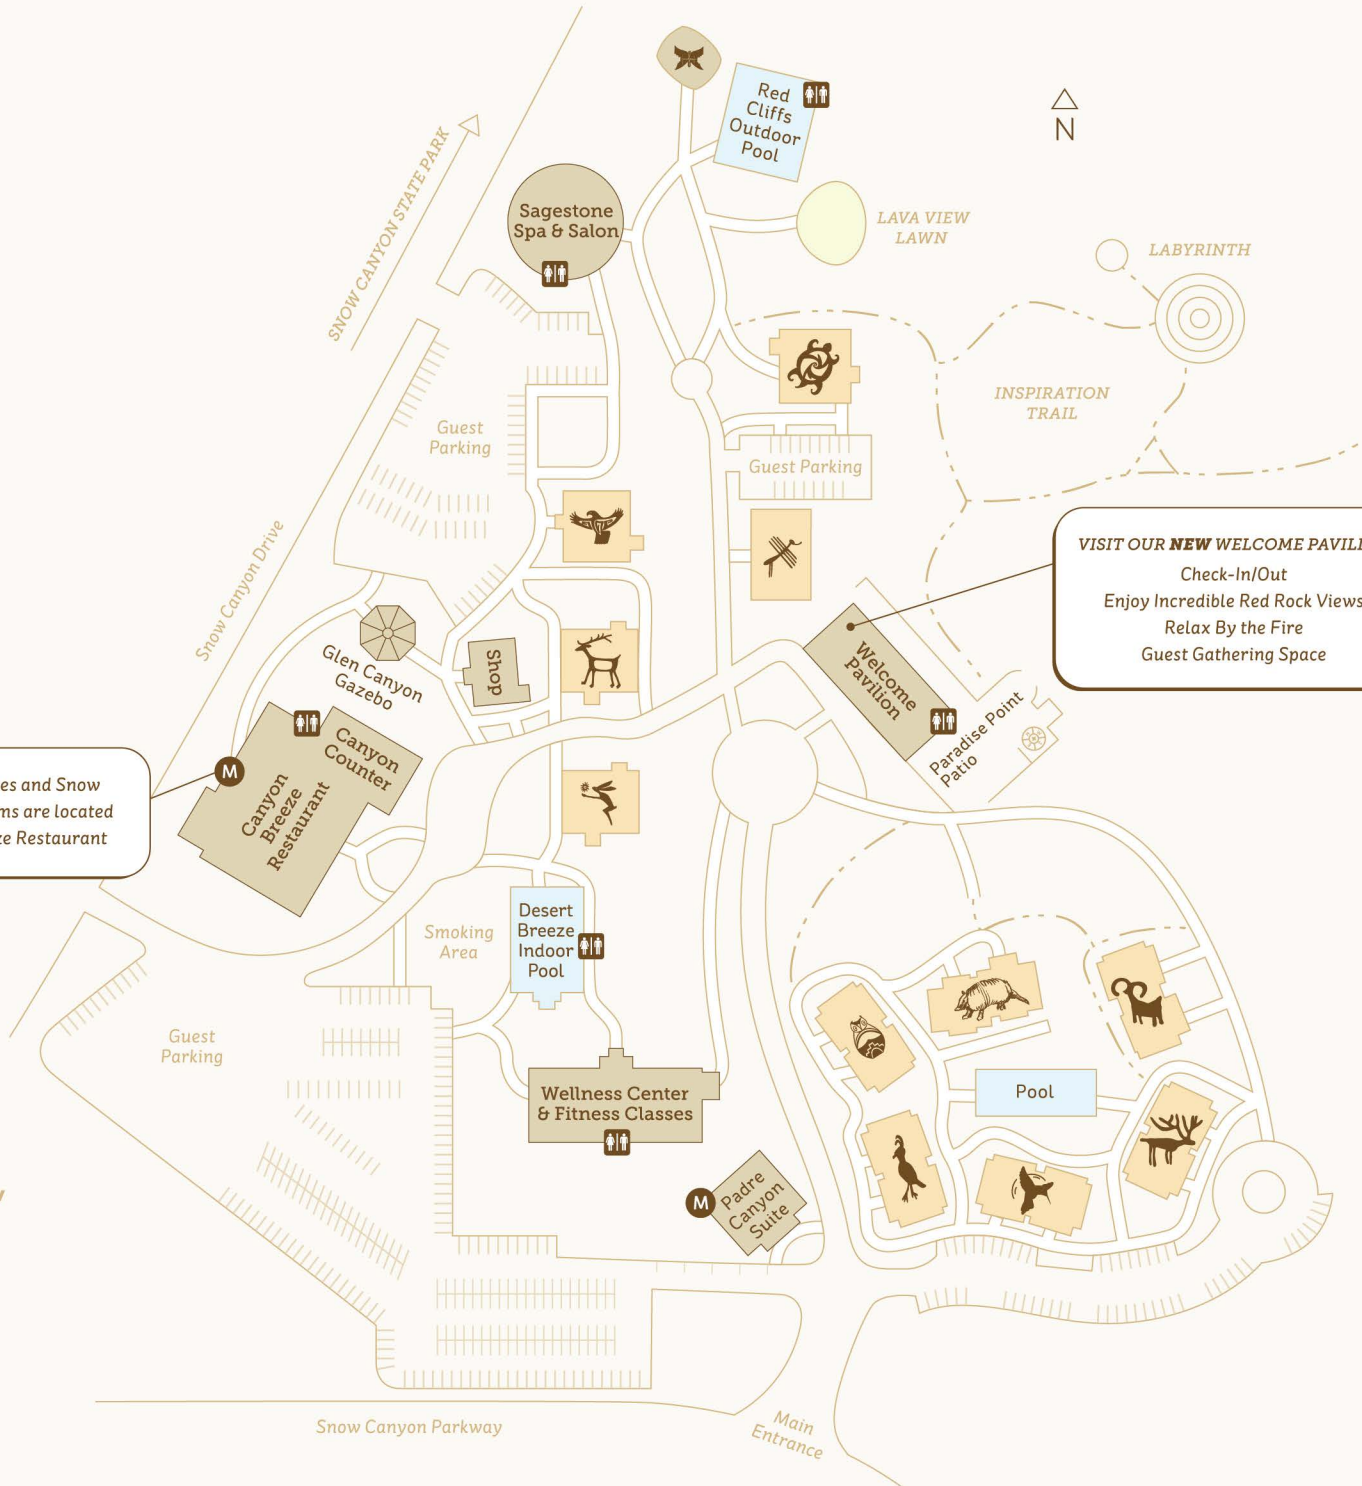 Red
Cliffs
Outdoor
Pool
N
SNOW CANYON STATE PARK
Sagestone
Spa & Salon
LAVA VIEW
LAWN
LABYRINTH
INSPIRATION
TRAIL
Guest
Parking
Guest Parking
Snow Canyon Drive
VISIT OUR NEW WELCOME
Check-In/Out
Enjoy Incredible Red Rock Views
Relax By the Fire
Guest Gathering Space
Glen Canyon
Gazebo
Shop
Welcome
Pavilion
Paradise Point
Patio
Canyon
Counter
Canyon
Breeze
Restaurant
M
es and Snow
ms are located
ze Restaurant
Smoking
Area
Desert
Breeze
Indoor
Pool
Guest
Parking
Wellness Center
& Fitness Classes
Pool
M
Padre
Canyon
Suite
Snow Canyon Parkway
Main
Entrance